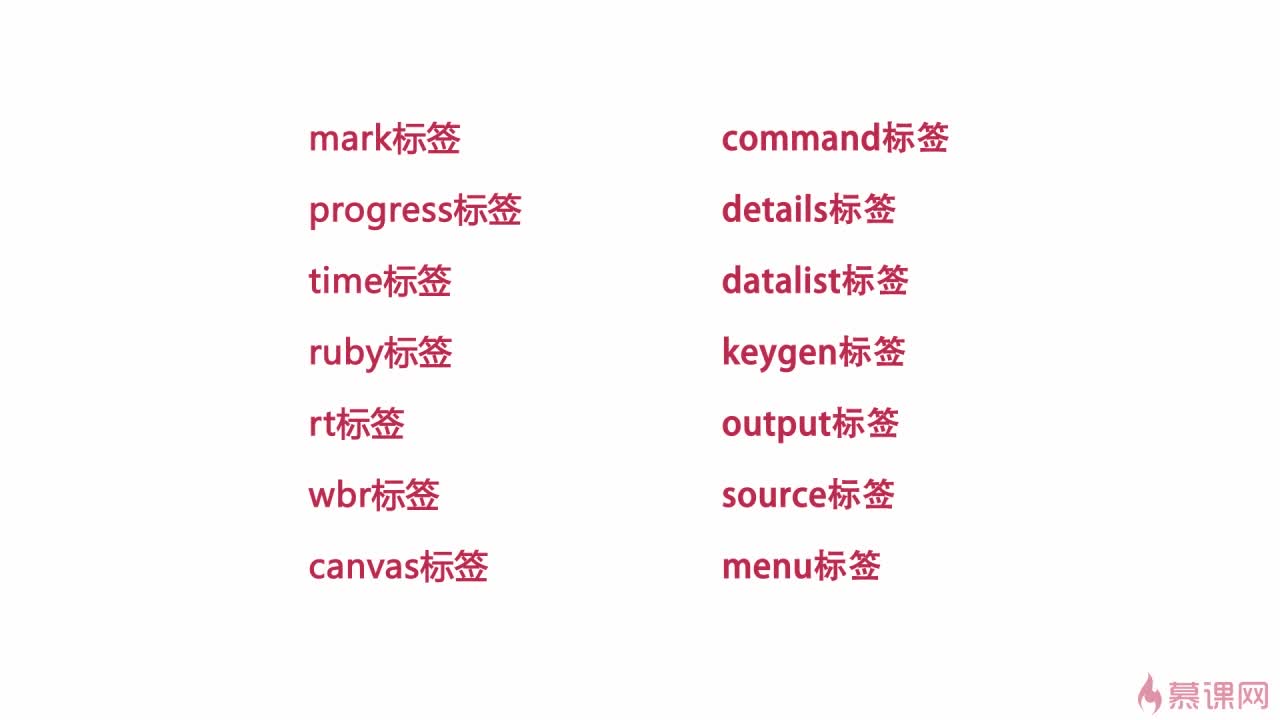 mark标签
progress标签
time标签
ruby标签
rt标签
wbr标签
canvas标签
command标签
details标签
datalist标签
keygen标签
output标签
source标签
menu标签
慕课网